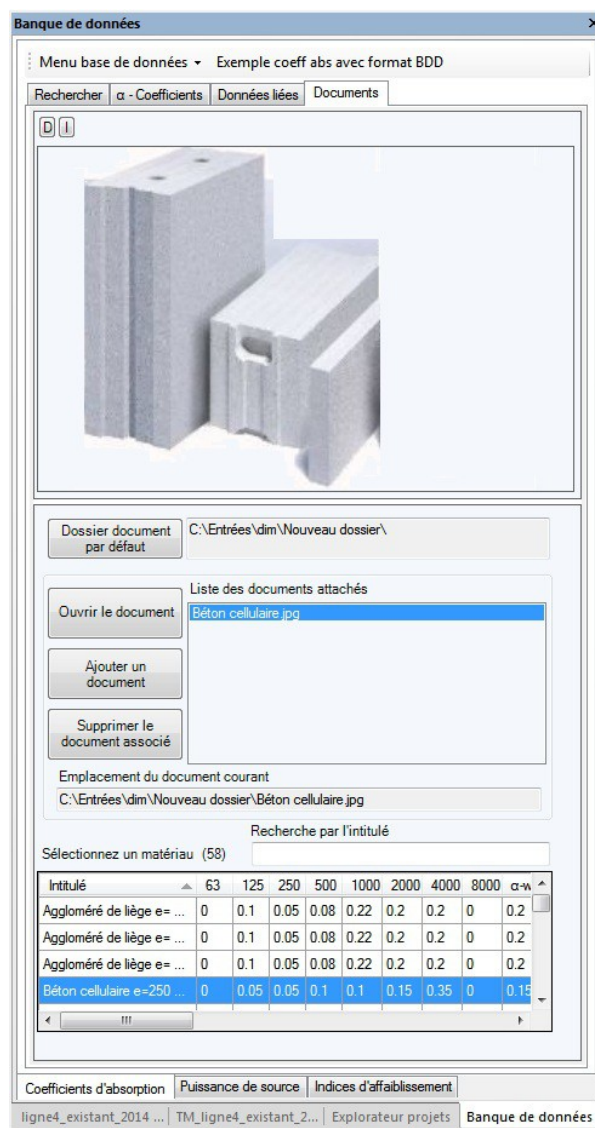 Banque de données
Menu base de données Exemple coeff abs avec format BDD
Rechercher α - Coefficients Données liées Documents
D I
Dossier document
par défaut
C:\Entrées\dim\Nouveau dossier\
Liste des documents attachés
Ouvrir le document
Béton cellulaire.jpg
Ajouter un
document
Supprimer le
document associé
Emplacement du document courant
C:\Entrées\dim\Nouveau dossier\Béton cellulaire.jpg
Recherche par l'intitulé
Sélectionnez un matériau (58)
Intitulé 63 125 250 500 1000 2000 4000 8000 α-w
Aggloméré de liège e= ... 0 0.1 0.05 0.08 0.22 0.2 0.2 0 0.2
Aggloméré de liège e= ... 0 0.1 0.05 0.08 0.22 0.2 0.2 0 0.2
Aggloméré de liège e= ... 0 0.1 0.05 0.08 0.22 0.2 0.2 0 0.2
Béton cellulaire e=250 ... 0 0.05 0.05 0.1 0.1 0.15 0.35 0 0.15
Coefficients d'absorption Puissance de source Indices d'affaiblissement
ligne4_existant_2014 ... TM_ligne4_existant_2... Explorateur projets Banque de données